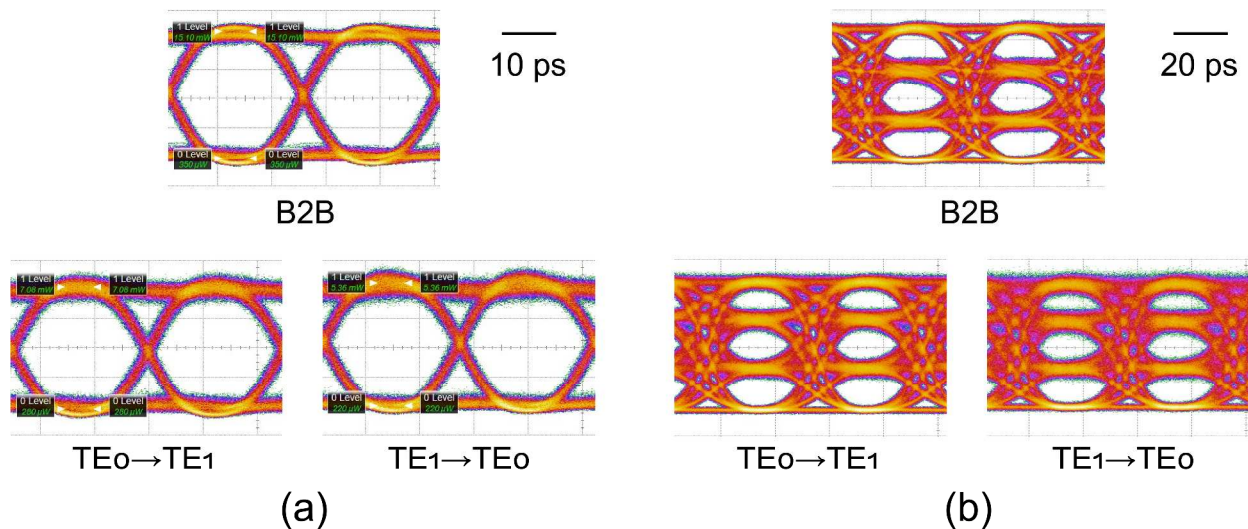 1 Level
15.10 mW
1 Level
15.10 mW
0 Level
350 µW
0 Level
350 µW
B2B
10 ps
B2B
20 ps
1 Level
7.08 mW
1 Level
7.08 mW
0 Level
260 µW
0 Level
260 µW
TE0→TE1
1 Level
5.36 mW
1 Level
5.36 mW
0 Level
220 µW
0 Level
220 µW
TE1→TE0
TE0→TE1
TE1→TE0
(a)
(b)